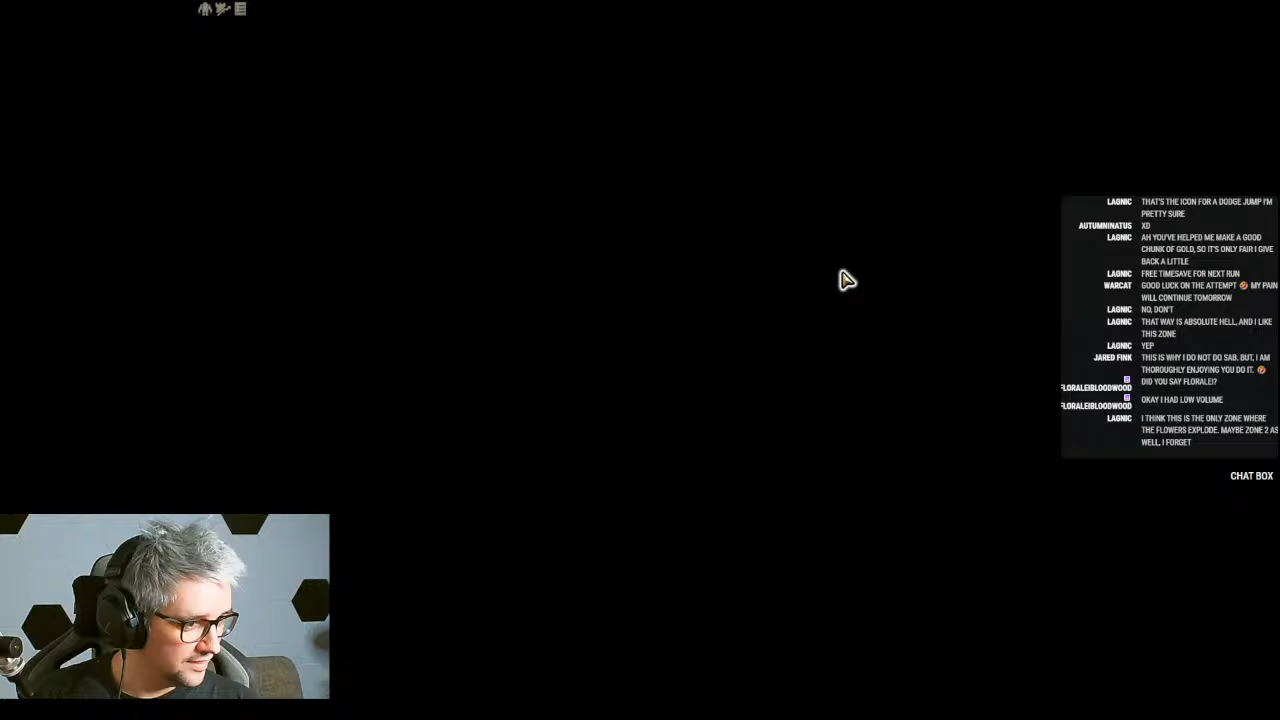 LAGNIC THAT'S THE ICON FOR A DODGE JUMP I'M
PRETTY SURE
AUTUMNINATUS XD
LAGNIC AH YOU'VE HELPED ME MAKE A GOOD
CHUNK OF GOLD, SO IT'S ONLY FAIR I GIVE
BACK A LITTLE
LAGNIC FREE TIMESAVE FOR NEXT RUN
WARCAT GOOD LUCK ON THE ATTEMPT 🤣 MY PAIN
WILL CONTINUE TOMORROW
LAGNIC NO, DON'T
LAGNIC THAT WAY IS ABSOLUTE HELL, AND I LIKE
THIS ZONE
LAGNIC YEP
JARED FINK THIS IS WHY I DO NOT DO SAB. BUT, I AM
THOROUGHLY ENJOYING YOU DO IT. 🤣
FLORALEIBLOODWOOD DID YOU SAY FLORALEI?
FLORALEIBLOODWOOD OKAY I HAD LOW VOLUME
LAGNIC I THINK THIS IS THE ONLY ZONE WHERE
THE FLOWERS EXPLODE. MAYBE ZONE 2 AS
WELL, I FORGET
CHAT BOX